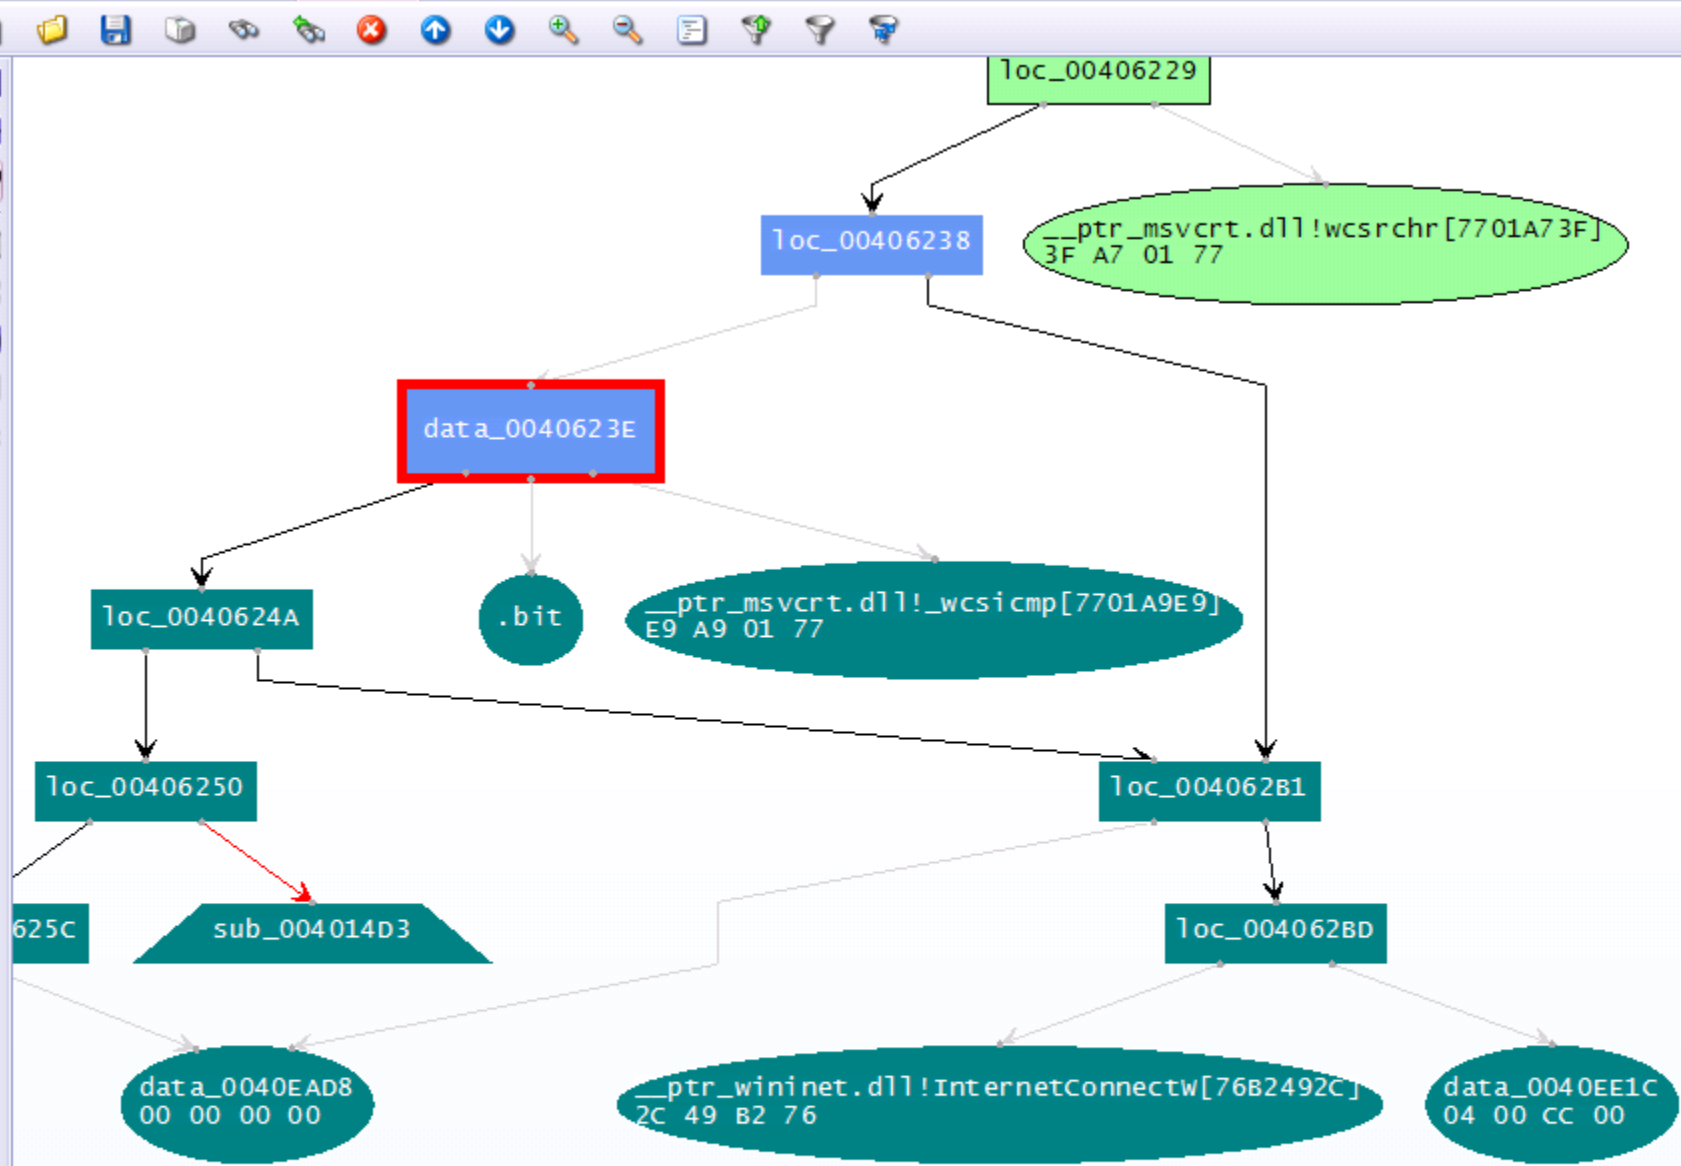 loc_00406229
loc_00406238
__ptr_msvcrt.dll!wcsrchr[7701A73F]
3F A7 01 77
data_0040623E
loc_0040624A
.bit
__ptr_msvcrt.dll!_wcsicmp[7701A9E9]
E9 A9 01 77
loc_00406250
loc_004062B1
625C
sub_004014D3
loc_004062BD
data_0040EAD8
00 00 00 00
__ptr_wininet.dll!InternetConnectW[76B2492C]
2C 49 B2 76
data_0040EE1C
04 00 CC 00